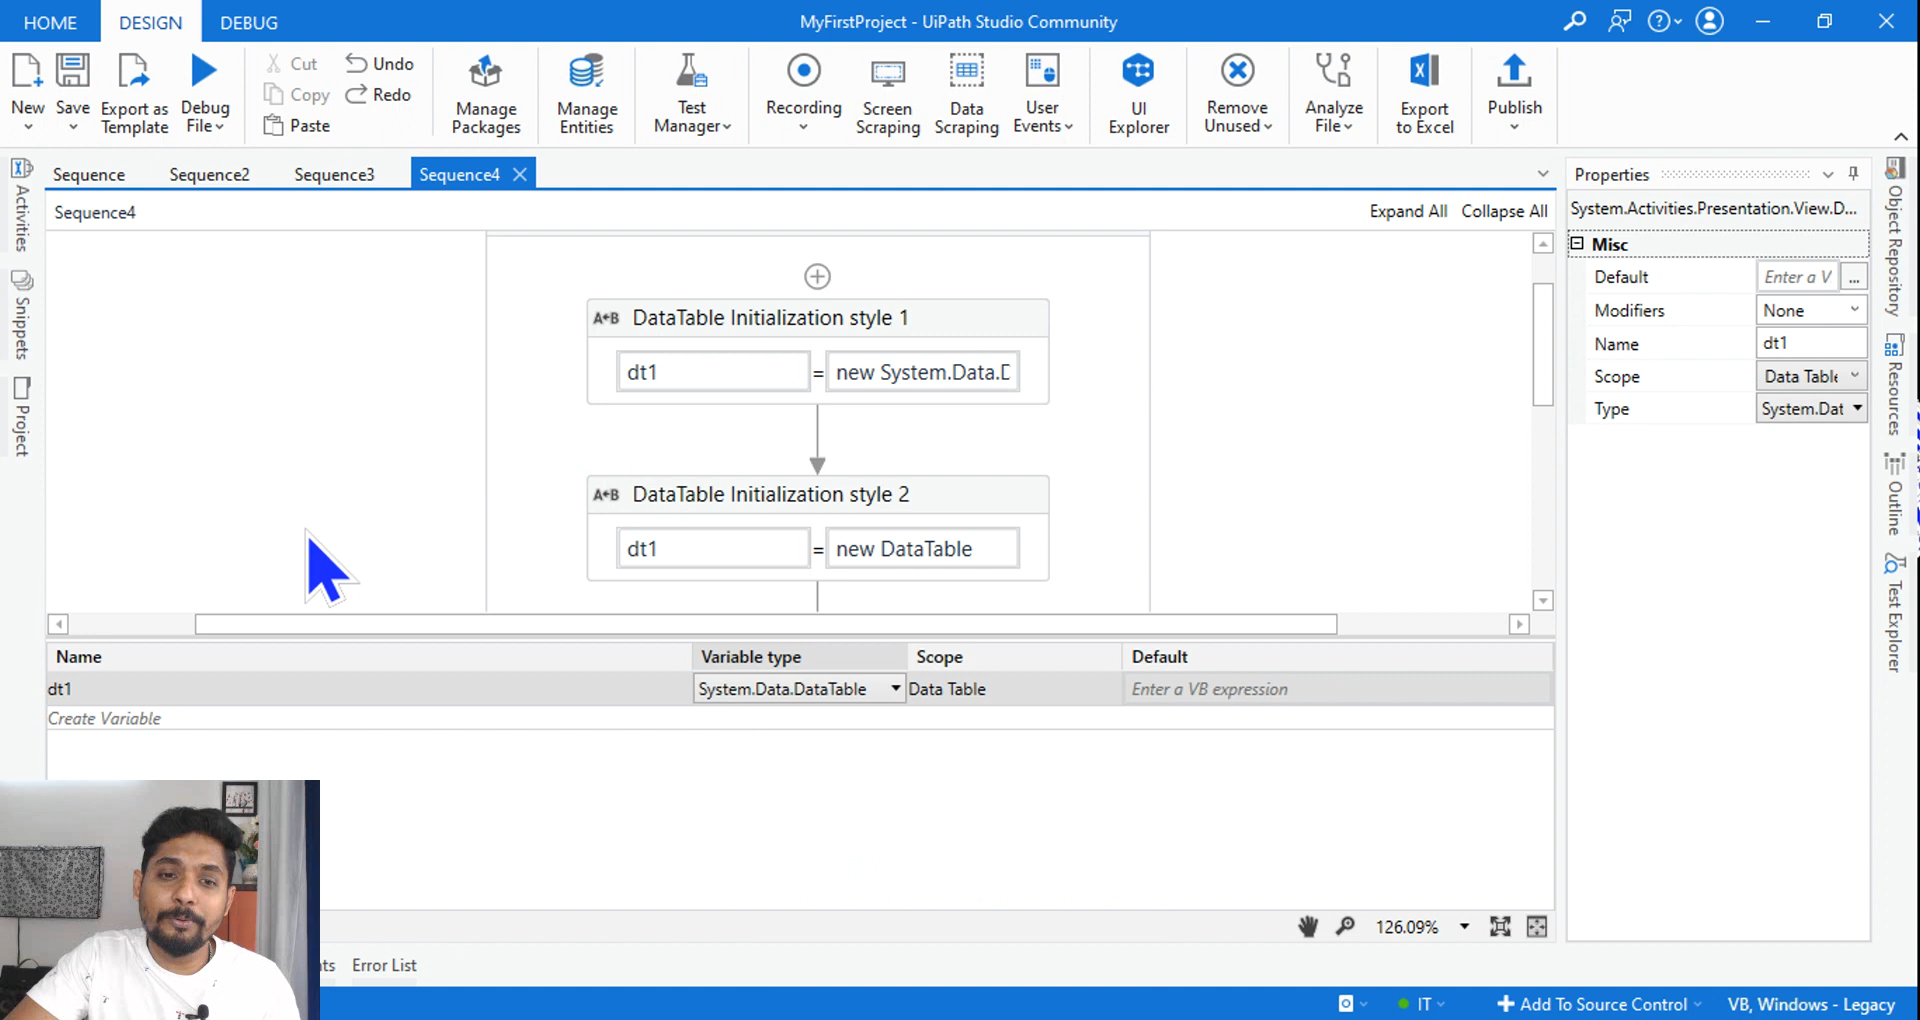 HOME DESIGN DEBUG MyFirstProject - UiPath Studio Community
New Save Export as Template Debug File Cut Copy Paste Undo Redo Manage Packages Manage Entities Test Manager Recording Screen Scraping Data Scraping User Events UI Explorer Remove Unused Analyze File Export to Excel Publish
Sequence Sequence2 Sequence3 Sequence4
Sequence4 Expand All Collapse All
Activities
Snippets
Project
A+B DataTable Initialization style 1
dt1 = new System.Data.D
A+B DataTable Initialization style 2
dt1 = new DataTable
Name Variable type Scope Default
dt1 System.Data.DataTable Data Table Enter a VB expression
Create Variable
126.09%
Error List
Properties
System.Activities.Presentation.View.D...
Misc
Default Enter a V ...
Modifiers None
Name dt1
Scope Data Table
Type System.Dat
Object Repository
Resources
Outline
Test Explorer
IT Add To Source Control VB, Windows - Legacy